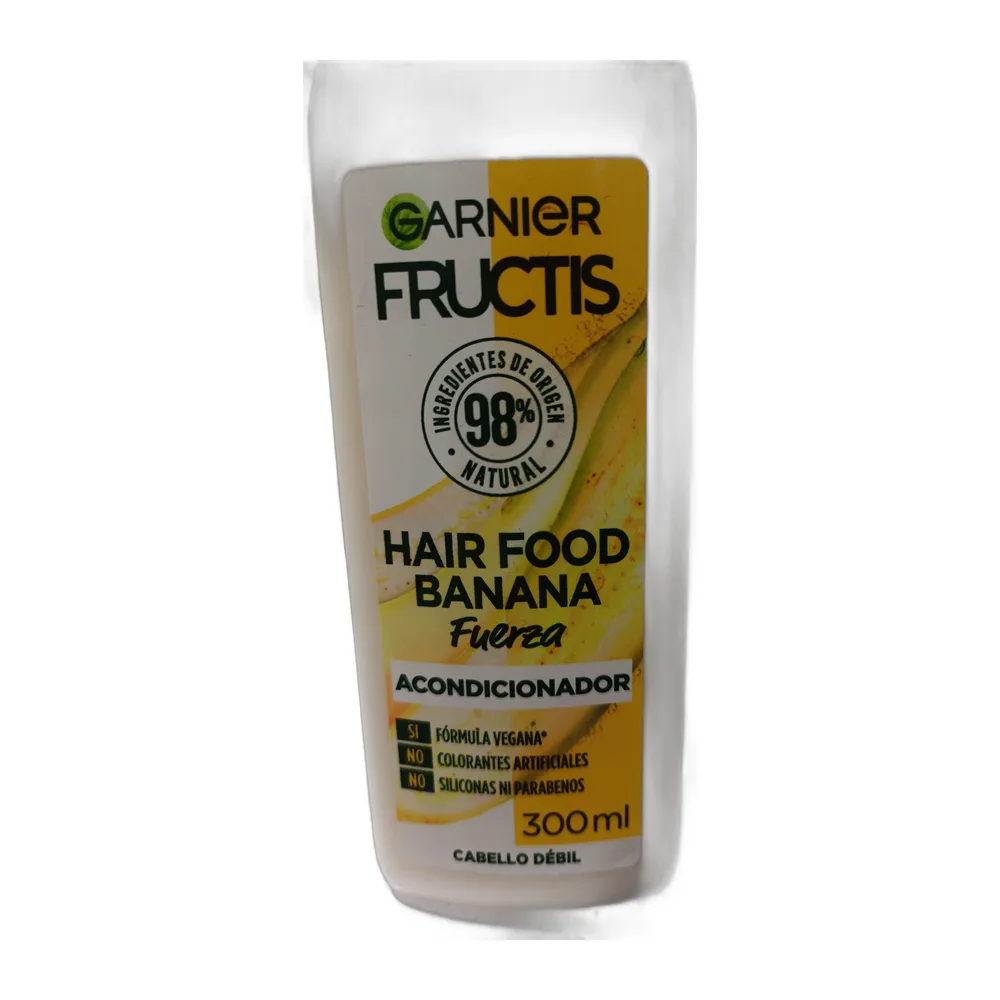 GARNIER
FRUCTIS
INGREDIENTES DE ORIGEN
98%
• NATURAL •
HAIR FOOD
BANANA
Fuerza
ACONDICIONADOR
SI FÓRMULA VEGANA*
NO COLORANTES ARTIFICIALES
NO SILICONAS NI PARABENOS
300ml
CABELLO DÉBIL